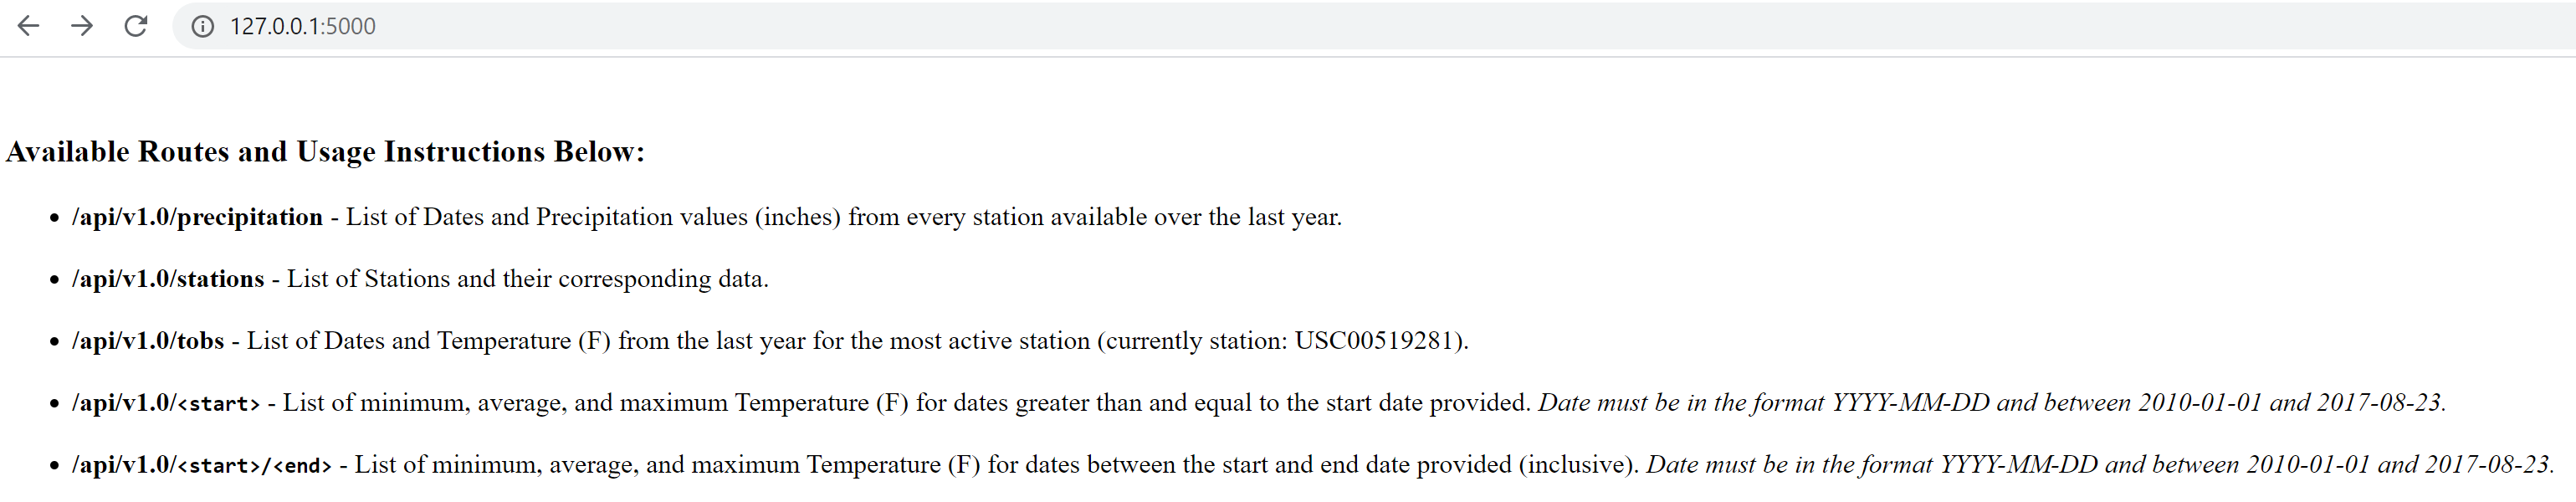 127.0.0.1:5000
Available Routes and Usage Instructions Below:
/api/v1.0/precipitation - List of Dates and Precipitation values (inches) from every station available over the last year.
/api/v1.0/stations - List of Stations and their corresponding data.
/api/v1.0/tobs - List of Dates and Temperature (F) from the last year for the most active station (currently station: USC00519281).
/api/v1.0/<start> - List of minimum, average, and maximum Temperature (F) for dates greater than and equal to the start date provided. Date must be in the format YYYY-MM-DD and between 2010-01-01 and 2017-08-23.
/api/v1.0/<start>/<end> - List of minimum, average, and maximum Temperature (F) for dates between the start and end date provided (inclusive). Date must be in the format YYYY-MM-DD and between 2010-01-01 and 2017-08-23.